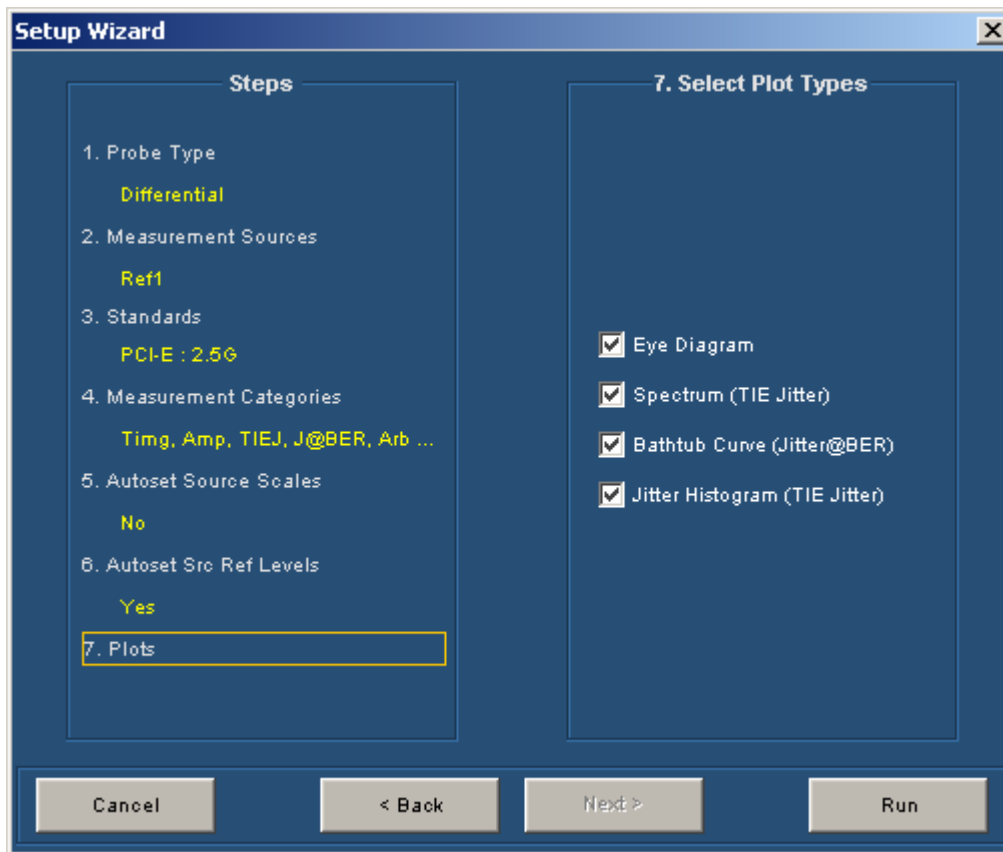 Setup Wizard
Steps
1. Probe Type
Differential
2. Measurement Sources
Ref1
3. Standards
PCI-E : 2.5G
4. Measurement Categories
Timg, Amp, TIEJ, J@BER, Arb ...
5. Autoset Source Scales
No
6. Autoset Src Ref Levels
Yes
7. Plots
7. Select Plot Types
Eye Diagram
Spectrum (TIE Jitter)
Bathtub Curve (Jitter@BER)
Jitter Histogram (TIE Jitter)
Cancel
< Back
Next >
Run